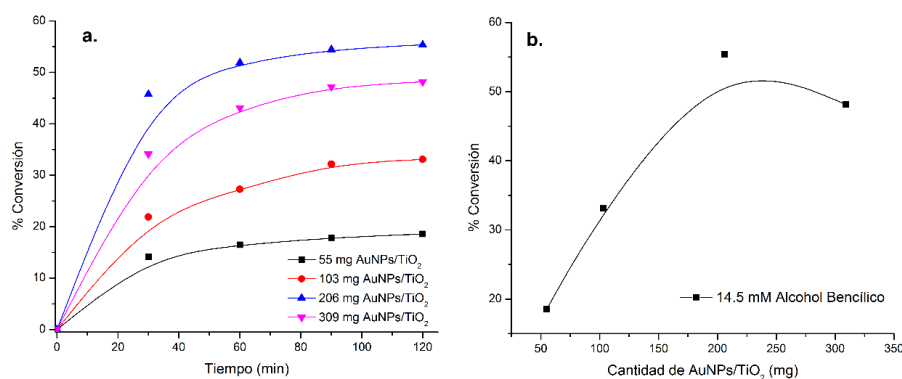 a.
% Conversión
60
50
40
30
20
10
0
0 20 40 60 80 100 120
Tiempo (min)
55 mg AuNPs/TiO₂
103 mg AuNPs/TiO₂
206 mg AuNPs/TiO₂
309 mg AuNPs/TiO₂
b.
% Conversión
60
50
40
30
20
50 100 150 200 250 300 350
Cantidad de AuNPs/TiO₂ (mg)
14.5 mM Alcohol Bencílico